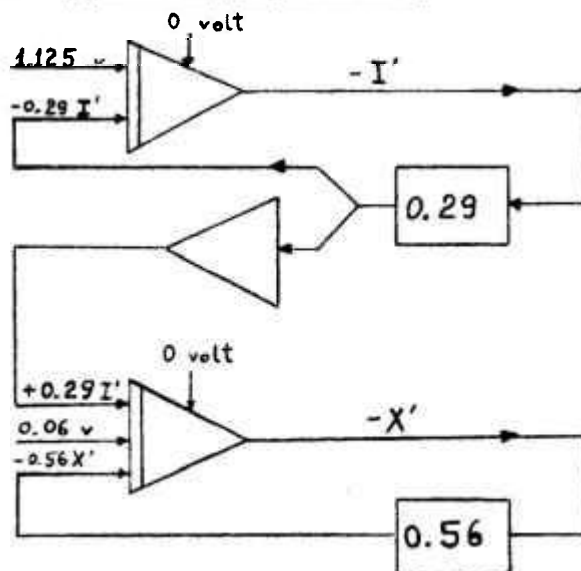 0 volt
1.125 v
-I'
-0.29 I'
0.29
0 volt
+0.29 I'
-X'
0.06 v
-0.56 X'
0.56